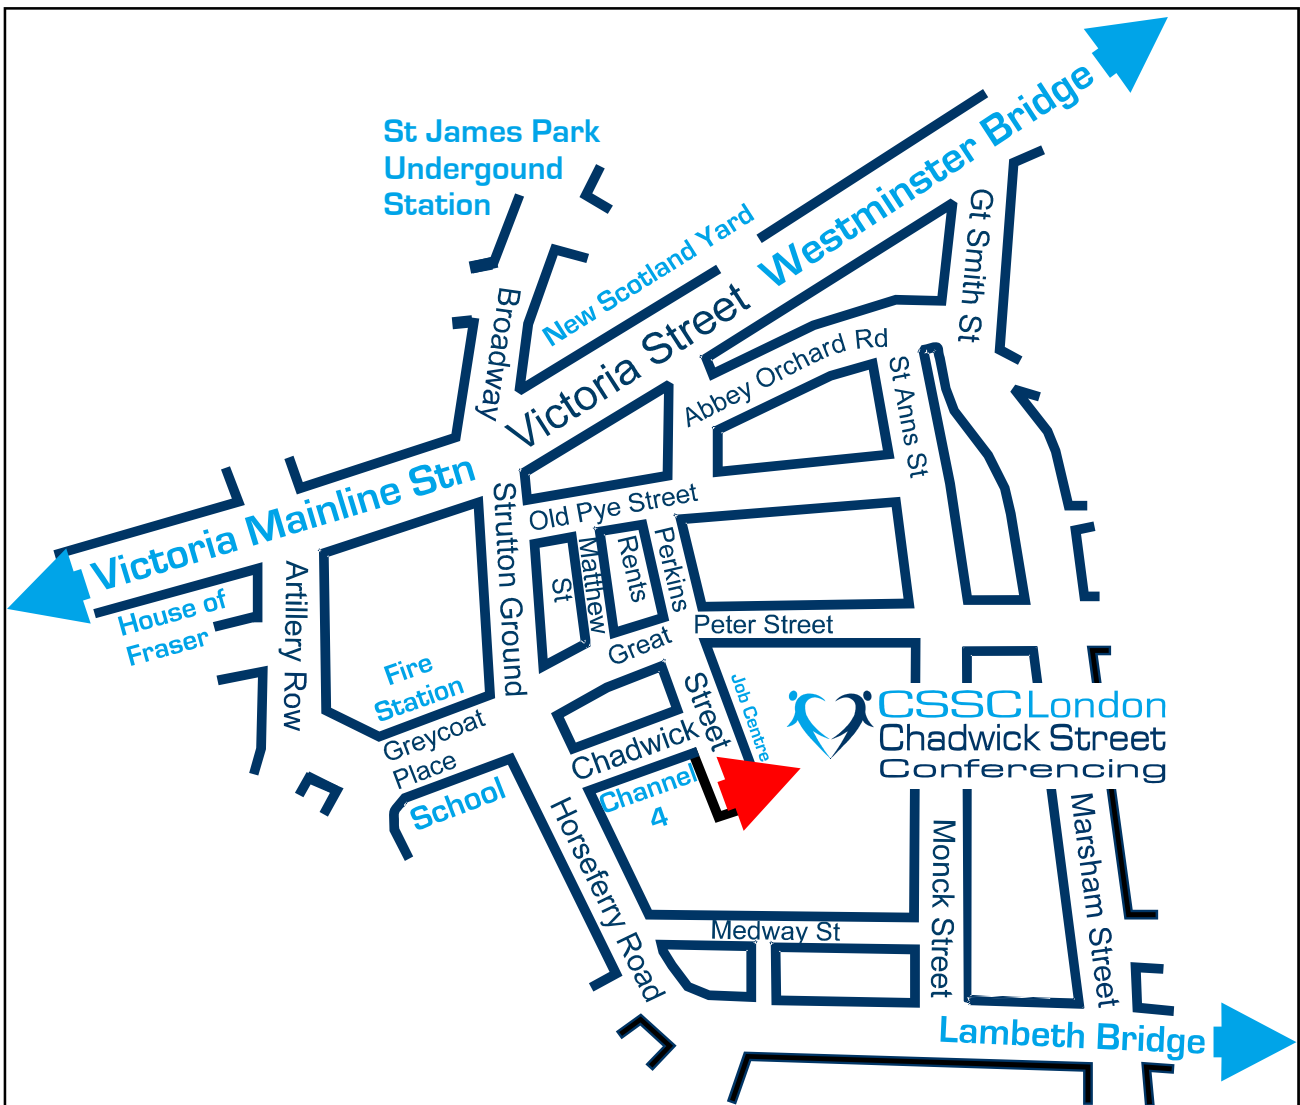 St James Park
Undergound
Station
New Scotland Yard
Westminster Bridge
Gt Smith St
Broadway
Victoria Street
Abbey Orchard Rd
St Anns St
Victoria Mainline Stn
Old Pye Street
Strutton Ground
Matthew
St
Rents
Perkins
House of
Fraser
Artillery Row
Fire
Station
Great
Peter Street
Greycoat
Place
School
Chadwick
Street
Job Centre
Channel
4
CSSC London
Chadwick Street
Conferencing
Horseferry Road
Medway St
Monck Street
Marsham Street
Lambeth Bridge